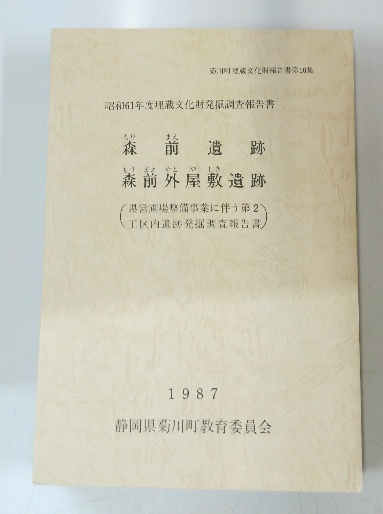 菊川町埋蔵文化財報告書第10集
昭和61年度埋蔵文化財発掘調査報告書
もり まえ
森前遺跡
もり まえ そと や しき
森前外屋敷遺跡
(県営圃場整備事業に伴う第2
工区内遺跡発掘調査報告書)
1987
静岡県菊川町教育委員会